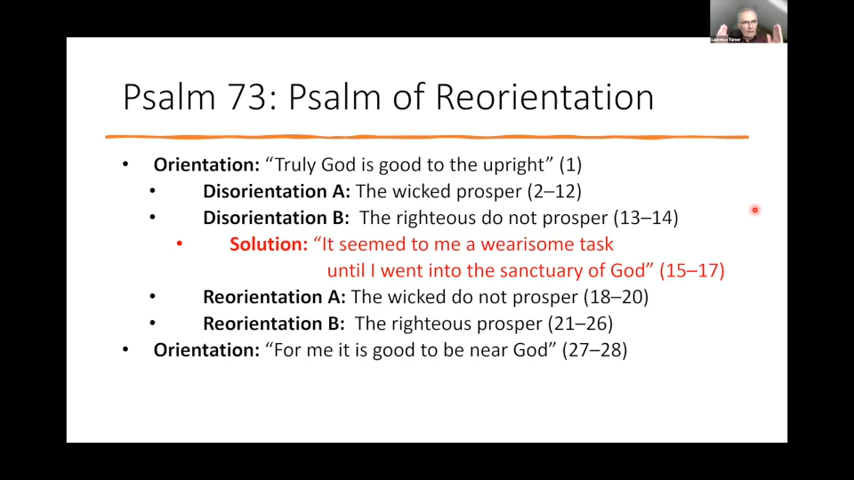 Laurence Turner
Psalm 73: Psalm of Reorientation
• Orientation: “Truly God is good to the upright” (1)
• Disorientation A: The wicked prosper (2–12)
• Disorientation B: The righteous do not prosper (13–14)
• Solution: “It seemed to me a wearisome task
until I went into the sanctuary of God” (15–17)
• Reorientation A: The wicked do not prosper (18–20)
• Reorientation B: The righteous prosper (21–26)
• Orientation: “For me it is good to be near God” (27–28)